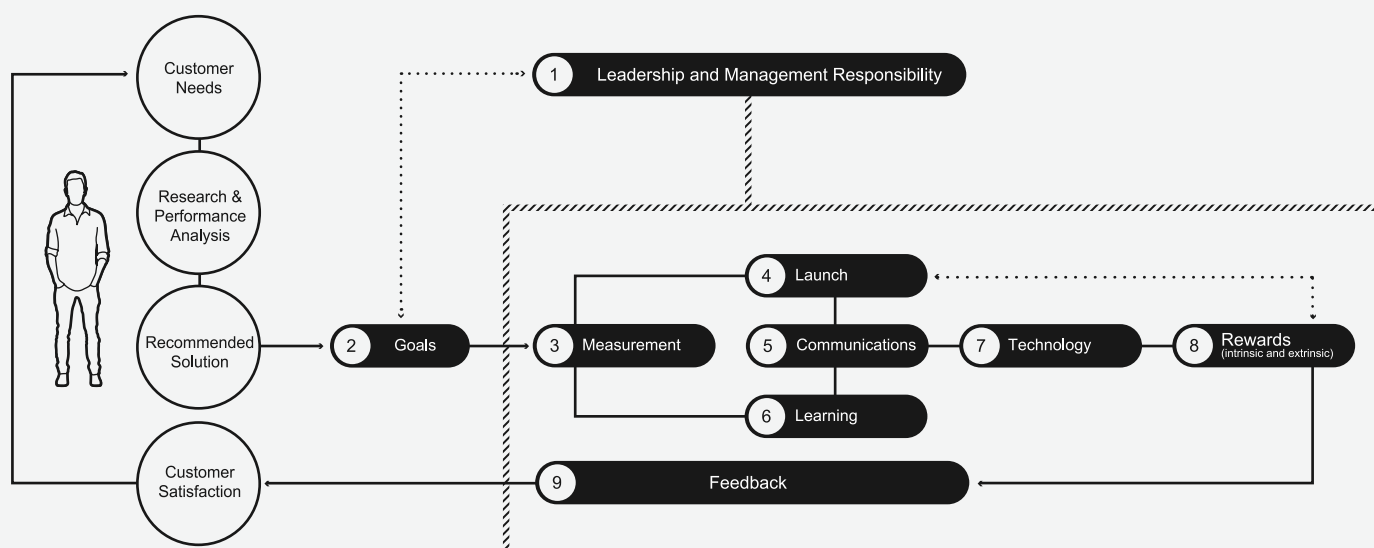 Customer
Needs
1 Leadership and Management Responsibility
Research &
Performance
Analysis
4 Launch
Recommended
Solution
2 Goals
3 Measurement
5 Communications
7 Technology
8 Rewards
(intrinsic and extrinsic)
6 Learning
Customer
Satisfaction
9 Feedback